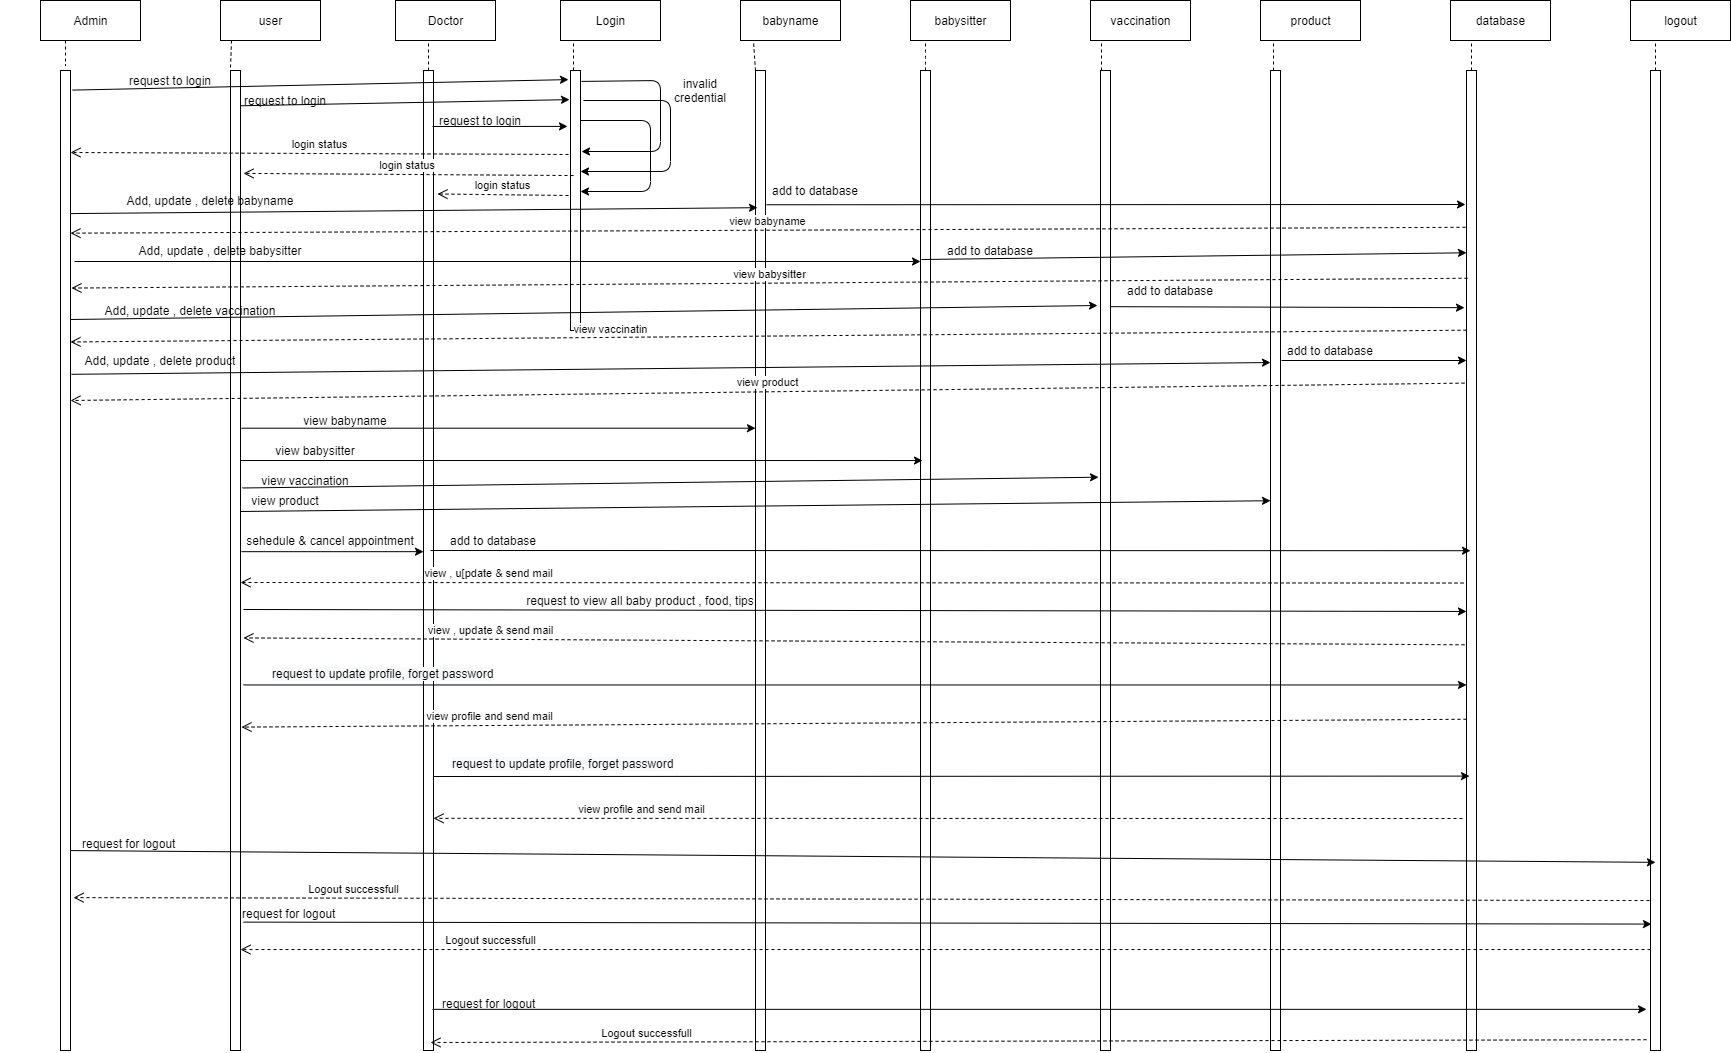 Admin
user
Doctor
Login
babyname
babysitter
vaccination
product
database
logout
request to login
invalid
credential
request to login
request to login
login status
login status
login status
add to database
Add, update , delete babyname
view babyname
Add, update , delete babysitter
add to database
view babysitter
add to database
Add, update , delete vaccination
view vaccinatin
add to database
Add, update , delete product
view product
view babyname
view babysitter
view vaccination
view product
sehedule & cancel appointment
add to database
view , u[pdate & send mail
request to view all baby product , food, tips
view , update & send mail
request to update profile, forget password
view profile and send mail
request to update profile, forget password
view profile and send mail
request for logout
Logout successfull
request for logout
Logout successfull
request for logout
Logout successfull